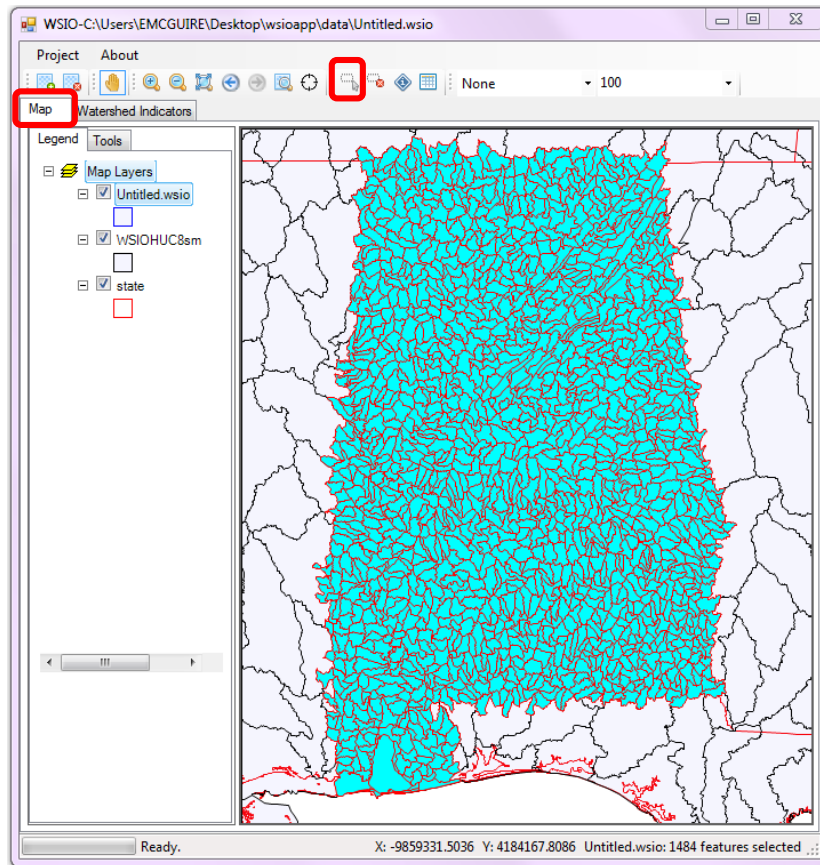 WSIO-C:\Users\EMCGUIRE\Desktop\wsioapp\data\Untitled.wsio
Project About
None 100
Map Watershed Indicators
Legend Tools
Map Layers
Untitled.wsio
WSIOHUC8sm
state
Ready. X: -9859331.5036 Y: 4184167.8086 Untitled.wsio: 1484 features selected